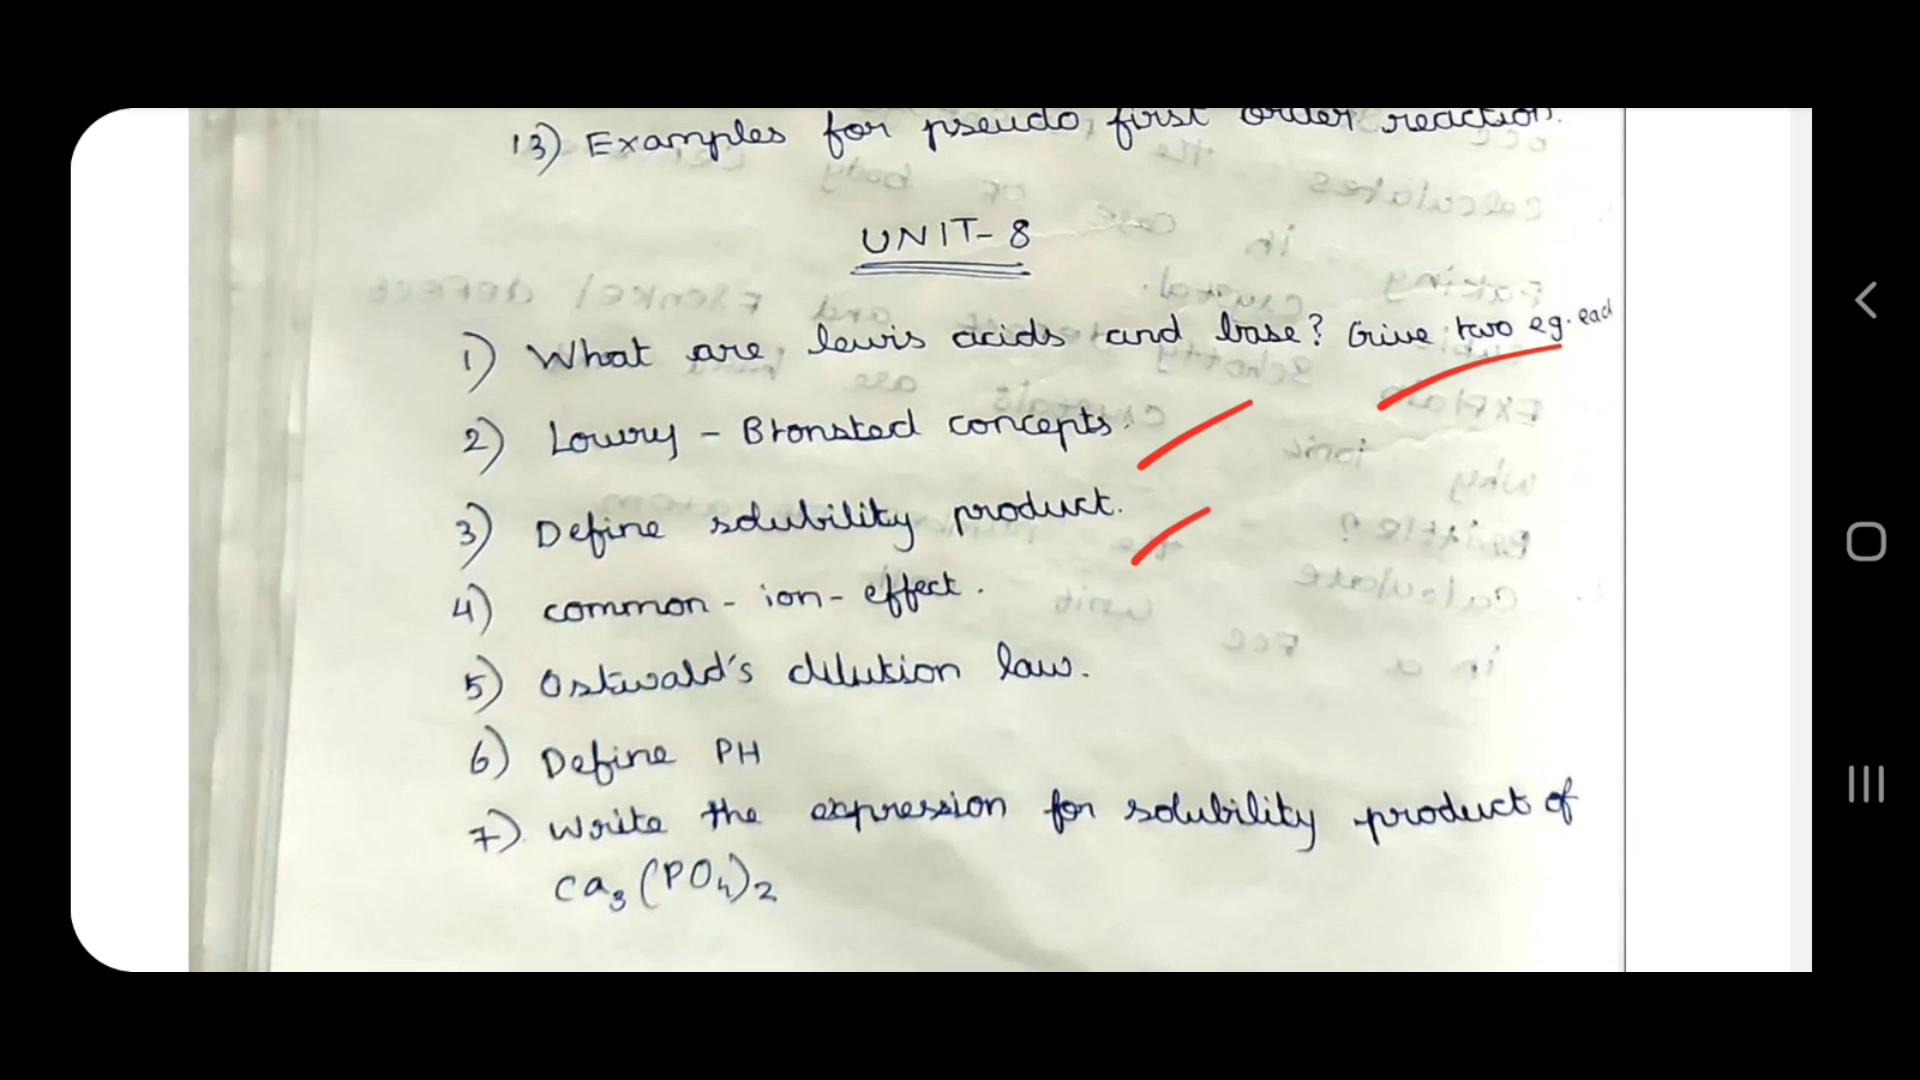 13) Examples for pseudo first order reaction.
UNIT-8
1) What are lewis acids and base? Give two eg. each
2) Lowry - Bronsted concepts.
3) Define solubility product.
4) common - ion - effect.
5) Ostwald's dilution law.
6) Define PH
7) Write the expression for solubility product of
Ca₃(PO₄)₂